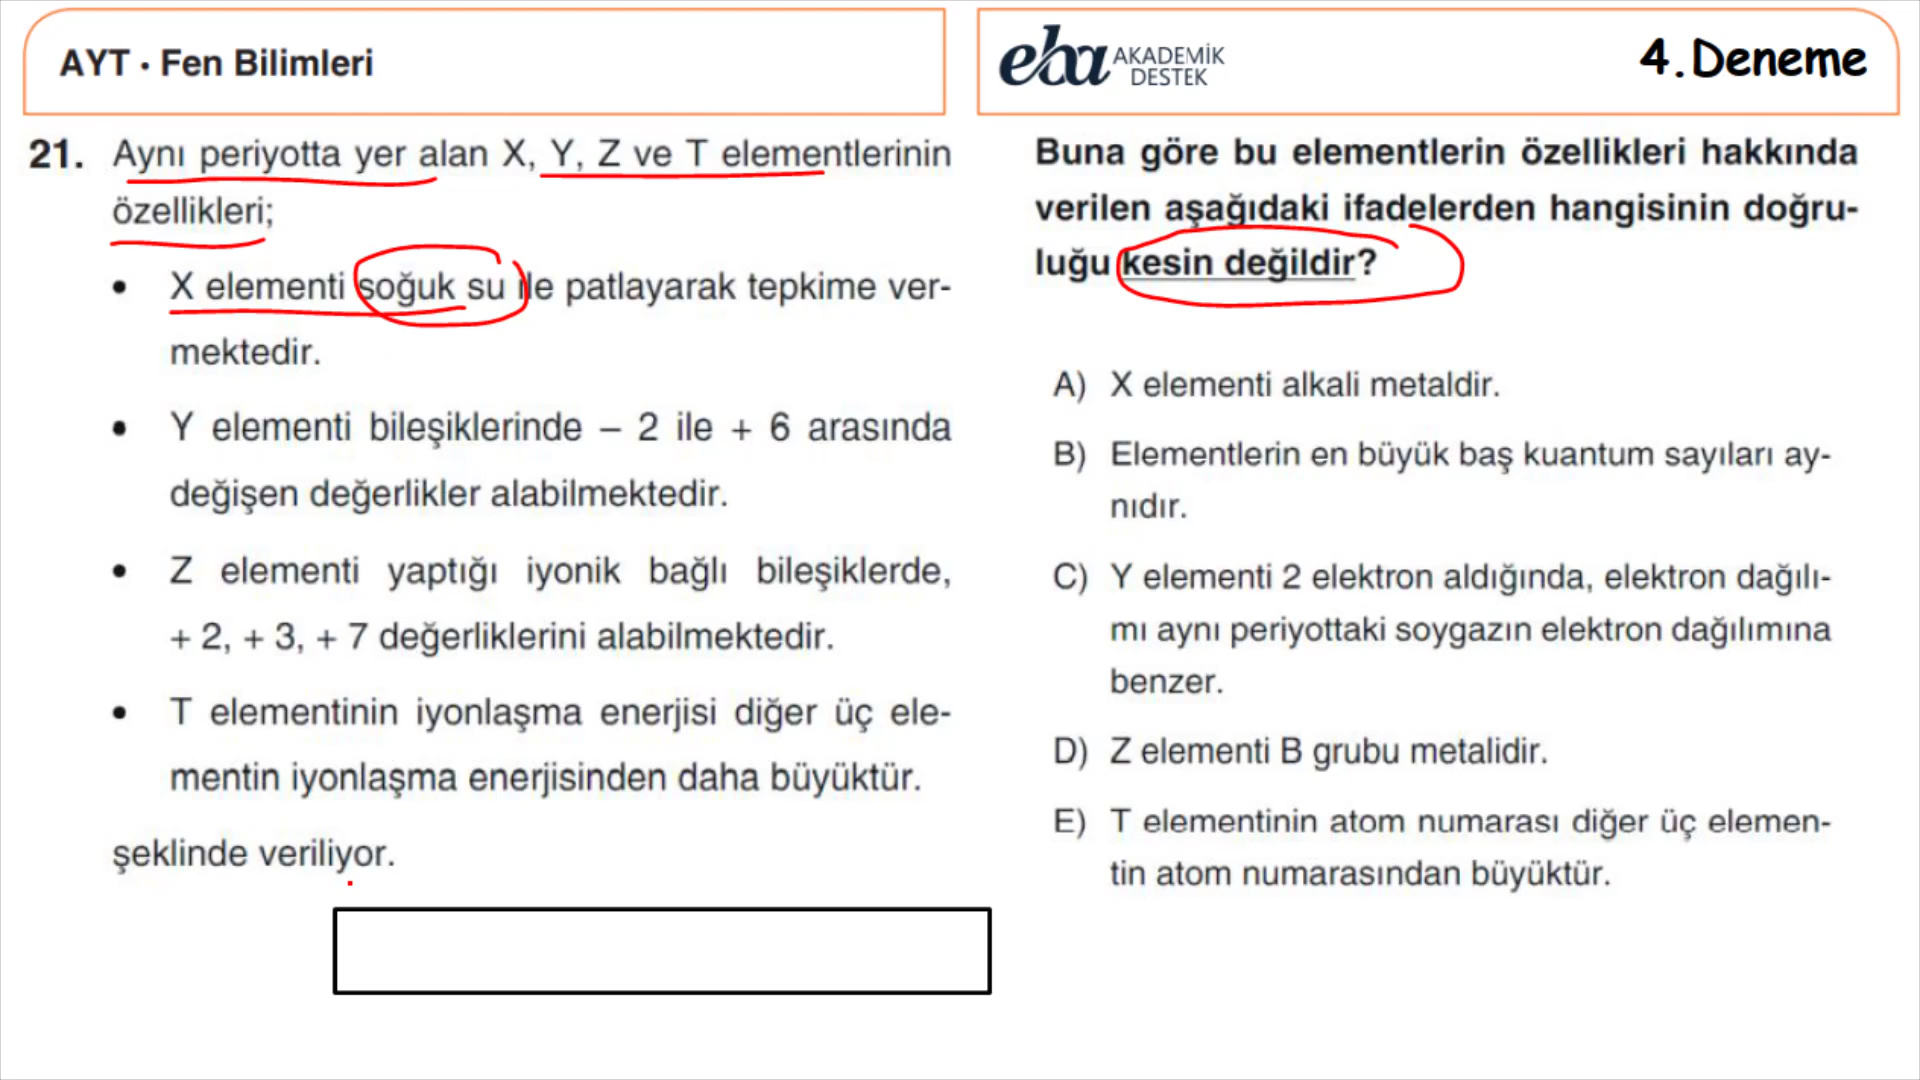 AYT • Fen Bilimleri
eba AKADEMİK
DESTEK
4.Deneme
21. Aynı periyotta yer alan X, Y, Z ve T elementlerinin
özellikleri;
• X elementi soğuk su ile patlayarak tepkime ver-
mektedir.
• Y elementi bileşiklerinde – 2 ile + 6 arasında
değişen değerlikler alabilmektedir.
• Z elementi yaptığı iyonik bağlı bileşiklerde,
+ 2, + 3, + 7 değerliklerini alabilmektedir.
• T elementinin iyonlaşma enerjisi diğer üç ele-
mentin iyonlaşma enerjisinden daha büyüktür.
şeklinde veriliyor.
Buna göre bu elementlerin özellikleri hakkında
verilen aşağıdaki ifadelerden hangisinin doğru-
luğu kesin değildir?
A) X elementi alkali metaldir.
B) Elementlerin en büyük baş kuantum sayıları ay-
nıdır.
C) Y elementi 2 elektron aldığında, elektron dağılı-
mı aynı periyottaki soygazın elektron dağılımına
benzer.
D) Z elementi B grubu metalidir.
E) T elementinin atom numarası diğer üç elemen-
tin atom numarasından büyüktür.